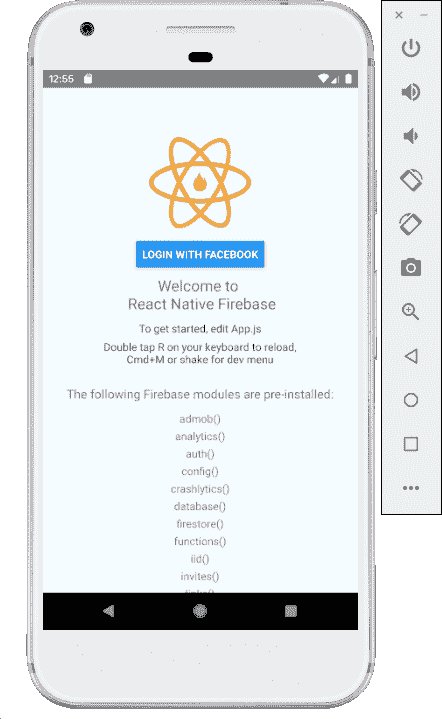 12:55
LOGIN WITH FACEBOOK
Welcome to
React Native Firebase
To get started, edit App.js
Double tap R on your keyboard to reload,
Cmd+M or shake for dev menu
The following Firebase modules are pre-installed:
admob()
analytics()
auth()
config()
crashlytics()
database()
firestore()
functions()
iid()
invites()